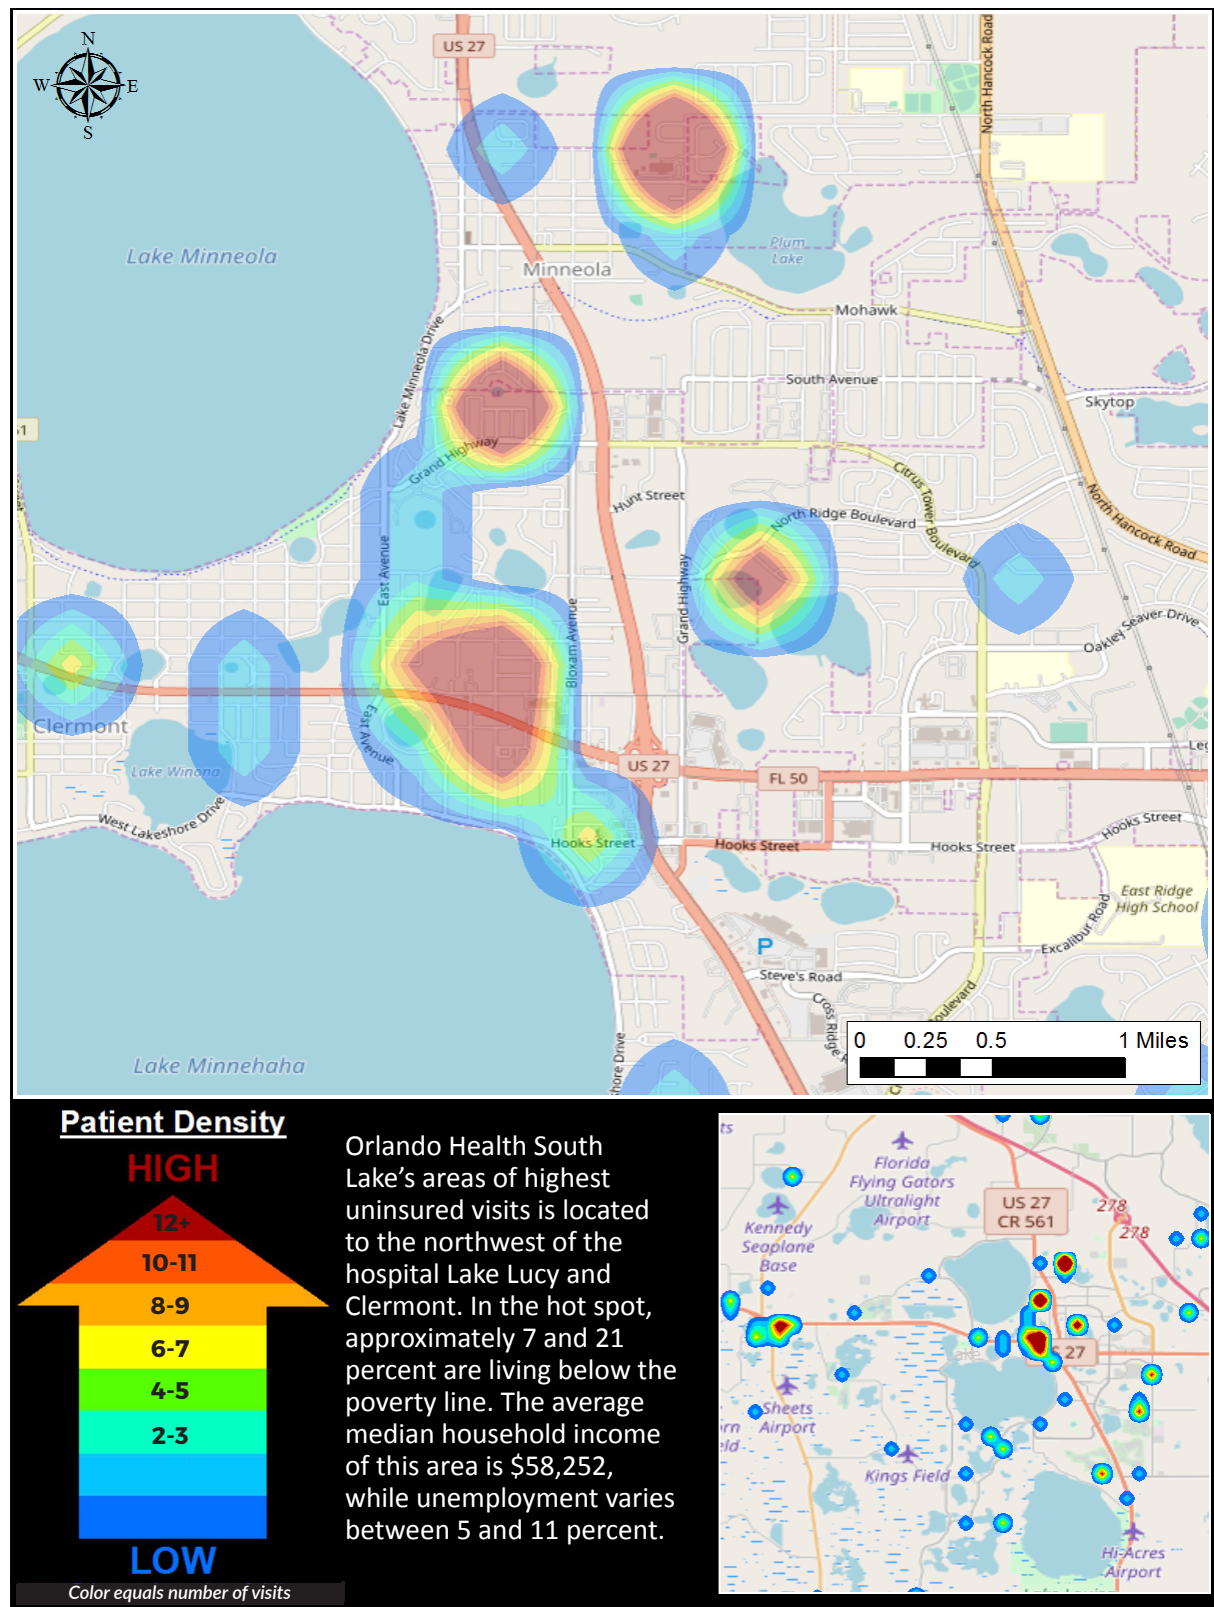 N
W
E
S
US 27
North Hancock Road
Lake Minneola
Plum
Lake
Minneola
Mohawk
Lake Minneola Drive
South Avenue
Skytop
Grand Highway
Citrus Tower Boulevard
Hunt Street
North Ridge Boulevard
North Hancock Road
East Avenue
Grand Highway
Bloxam Avenue
Oakley Seaver Drive
Clermont
East Avenue
Lake Winona
US 27
FL 50
West Lakeshore Drive
Hooks Street
Hooks Street
Hooks Street
Hooks Street
East Ridge
High School
Excalibur Road
P
Steve's Road
Cross Ridge
Lake Minnehaha
0 0.25 0.5 1 Miles
Patient Density
HIGH
12+
10-11
8-9
6-7
4-5
2-3
LOW
Color equals number of visits
Orlando Health South
Lake’s areas of highest
uninsured visits is located
to the northwest of the
hospital Lake Lucy and
Clermont. In the hot spot,
approximately 7 and 21
percent are living below the
poverty line. The average
median household income
of this area is $58,252,
while unemployment varies
between 5 and 11 percent.
Florida
Flying Gators
Ultralight
Airport
US 27
CR 561
278
278
Kennedy
Seaplane
Base
27
Sheets
Airport
Kings Field
Hi-Acres
Airport